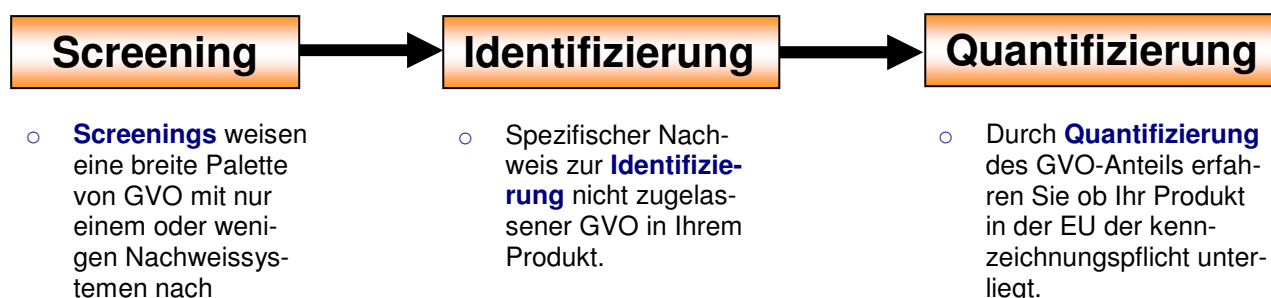 Screening
Identifizierung
Quantifizierung
○ Screenings weisen
eine breite Palette
von GVO mit nur
einem oder weni-
gen Nachweissys-
temen nach
○ Spezifischer Nach-
weis zur Identifizie-
rung nicht zugelas-
sener GVO in Ihrem
Produkt.
○ Durch Quantifizierung
des GVO-Anteils erfah-
ren Sie ob Ihr Produkt
in der EU der kenn-
zeichnungspflicht unter-
liegt.